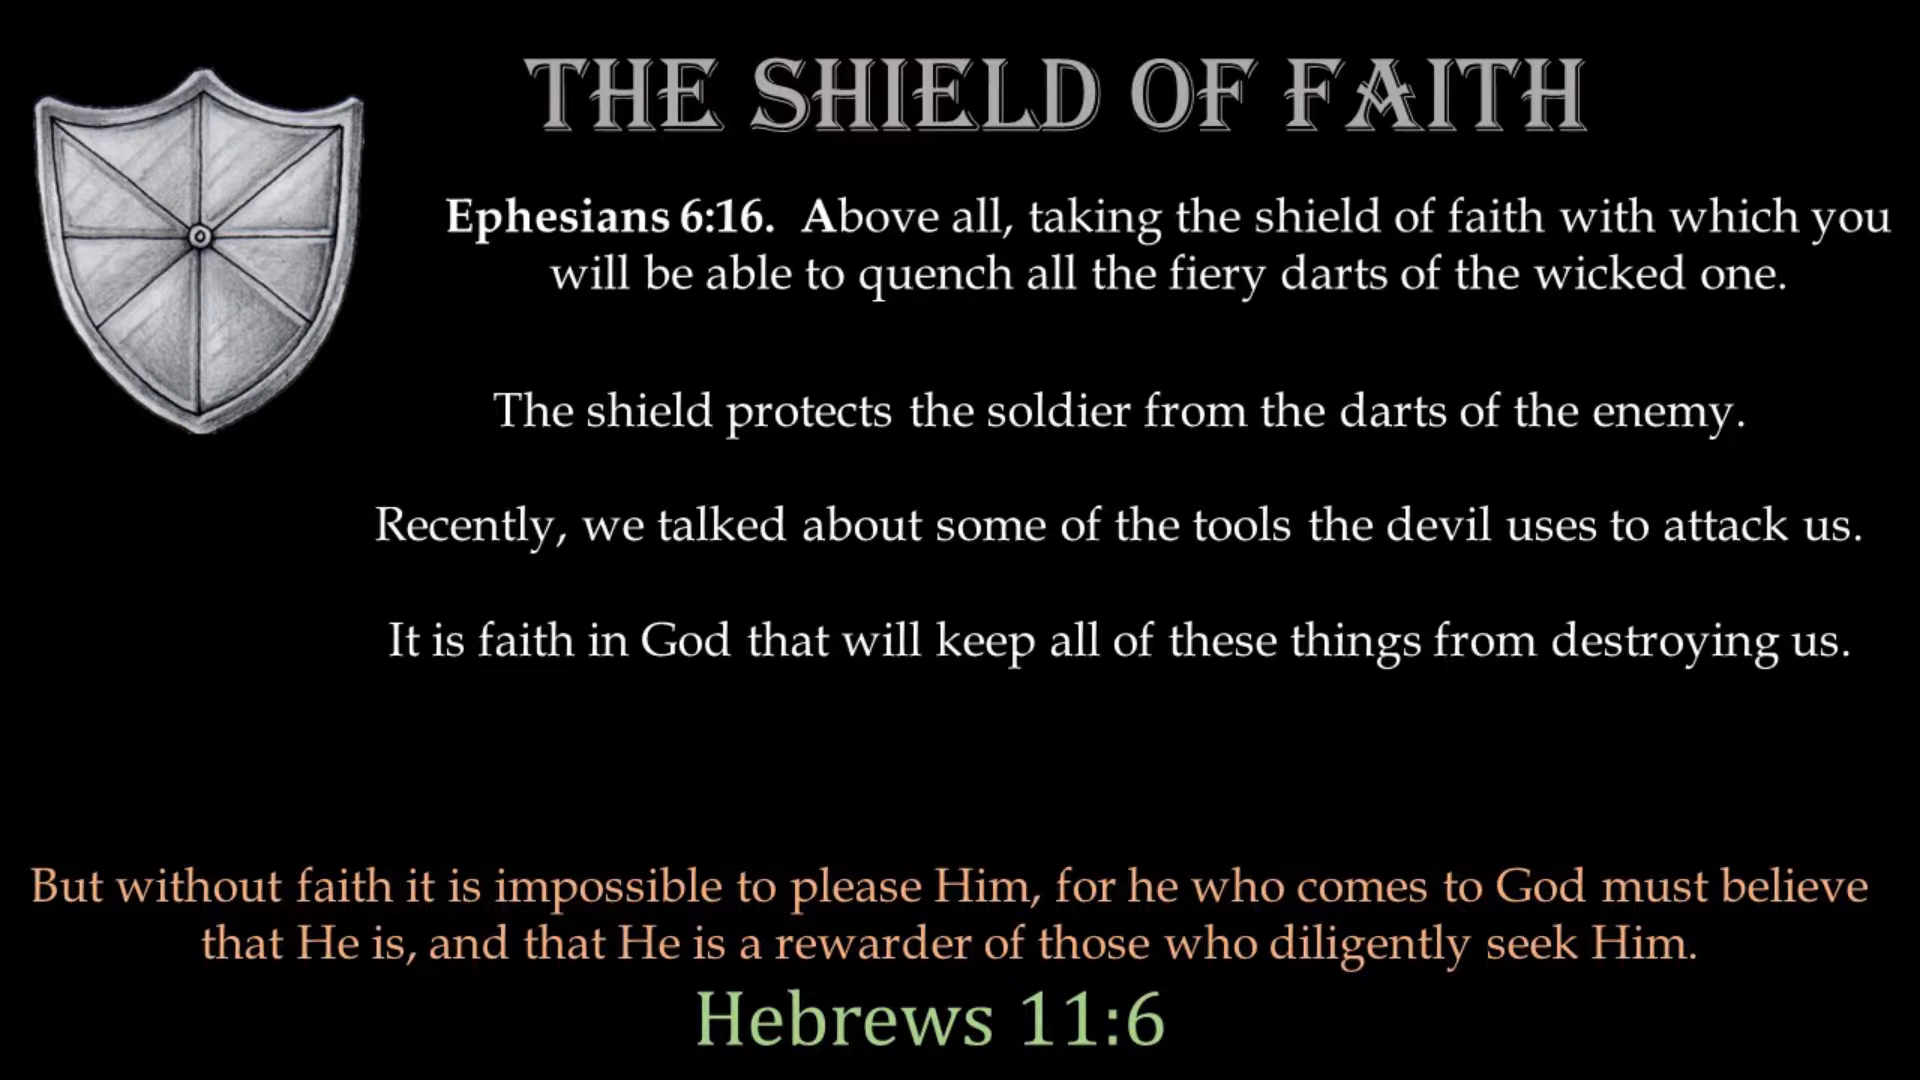 THE SHIELD OF FAITH
Ephesians 6:16.  Above all, taking the shield of faith with which you
will be able to quench all the fiery darts of the wicked one.
The shield protects the soldier from the darts of the enemy.
Recently, we talked about some of the tools the devil uses to attack us.
It is faith in God that will keep all of these things from destroying us.
But without faith it is impossible to please Him, for he who comes to God must believe
that He is, and that He is a rewarder of those who diligently seek Him.
Hebrews 11:6